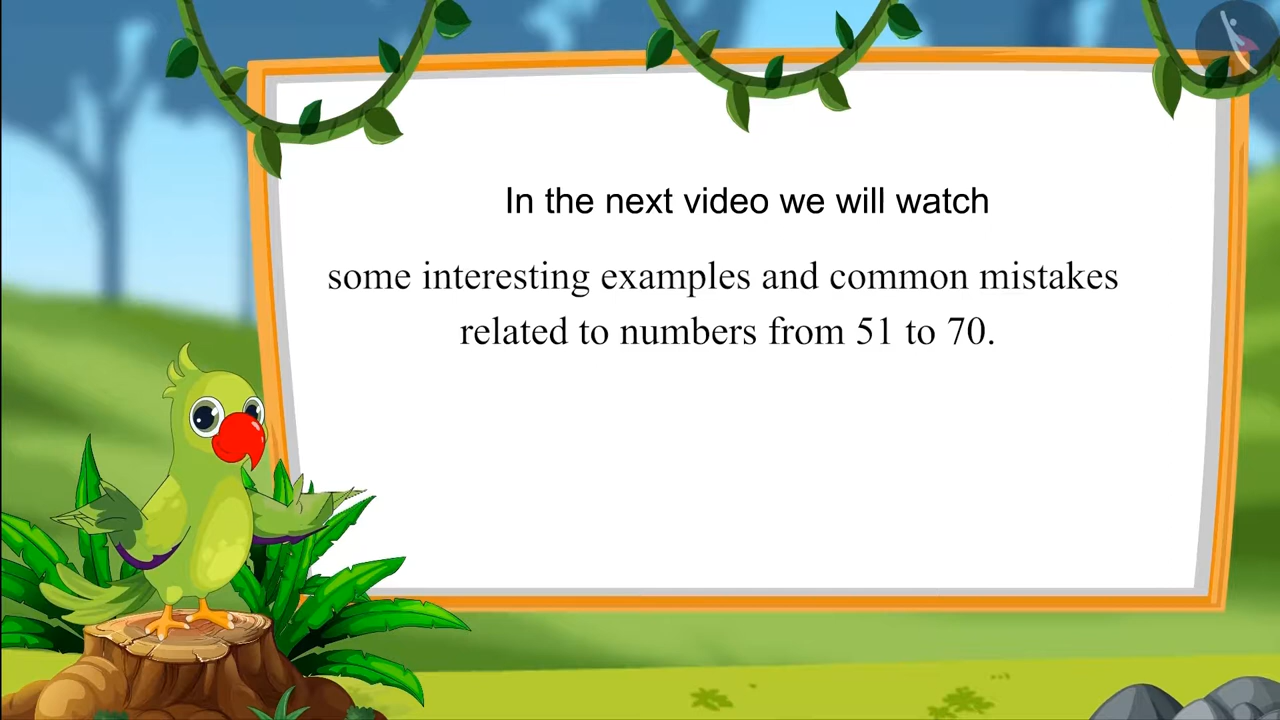 In the next video we will watch
some interesting examples and common mistakes
related to numbers from 51 to 70.